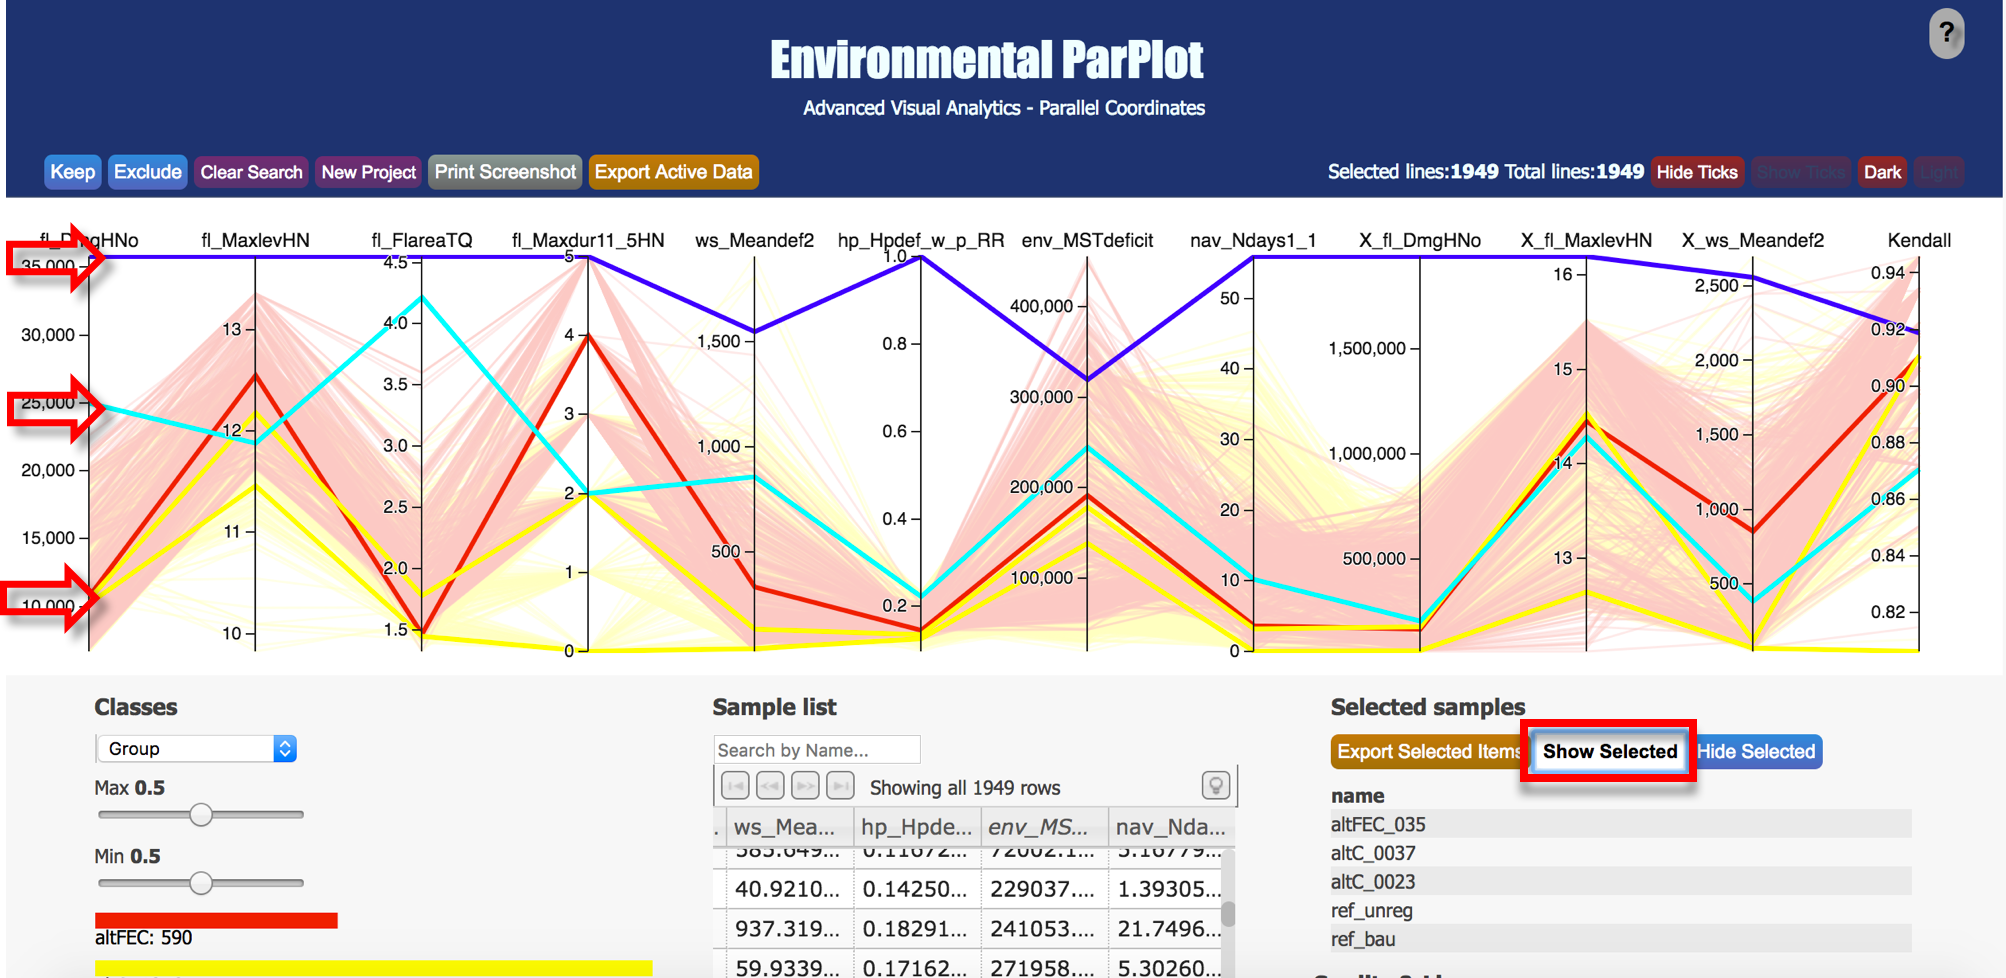 ?
Environmental ParPlot
Advanced Visual Analytics - Parallel Coordinates
Keep Exclude Clear Search New Project Print Screenshot Export Active Data Selected lines:1949 Total lines:1949 Hide Ticks Show Ticks Dark Light
fl_DmgHNo fl_MaxlevHN fl_FlareaTQ fl_Maxdur11_5HN ws_Meandef2 hp_Hpdef_w_p_RR env_MSTdeficit nav_Ndays1_1 X_fl_DmgHNo X_fl_MaxlevHN X_ws_Meandef2 Kendall
35,000
30,000
25,000
20,000
15,000
10,000
13
12
11
10
4.5
4.0
3.5
3.0
2.5
2.0
1.5
5
4
3
2
1
0
1,500
1,000
500
1.0
0.8
0.6
0.4
0.2
400,000
300,000
200,000
100,000
50
40
30
20
10
0
1,500,000
1,000,000
500,000
16
15
14
13
2,500
2,000
1,500
1,000
500
0.94
0.92
0.90
0.88
0.86
0.84
0.82
Classes
Group
Max 0.5
Min 0.5
altFEC: 590
Sample list
Search by Name...
Showing all 1949 rows
. ws_Mea... hp_Hpde... env_MS... nav_Nda...
585.649... 0.11672... 72002.1... 5.16779...
40.9210... 0.14250... 229037.... 1.39305...
937.319... 0.18291... 241053.... 21.7496...
59.9339... 0.17162... 271958.... 5.30260...
Selected samples
Export Selected Items Show Selected Hide Selected
name
altFEC_035
altC_0037
altC_0023
ref_unreg
ref_bau